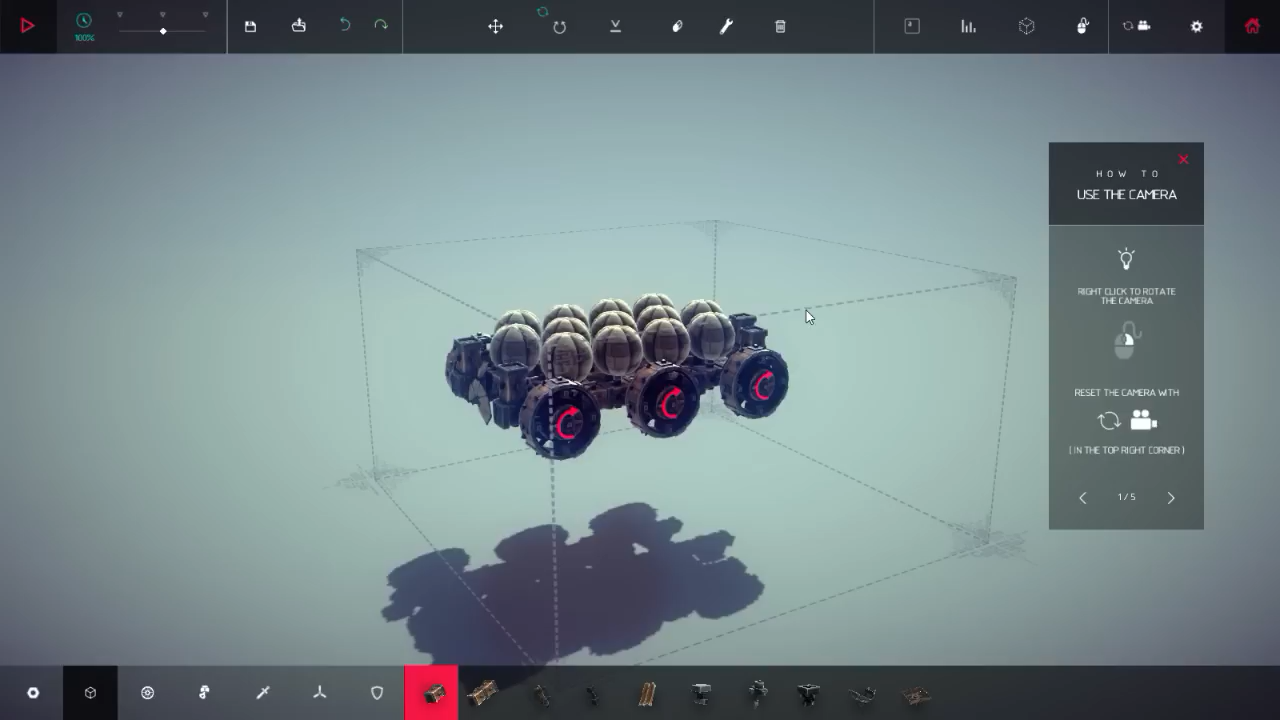 100%
HOW TO
USE THE CAMERA
RIGHT CLICK TO ROTATE
THE CAMERA
RESET THE CAMERA WITH
( IN THE TOP RIGHT CORNER )
1/5